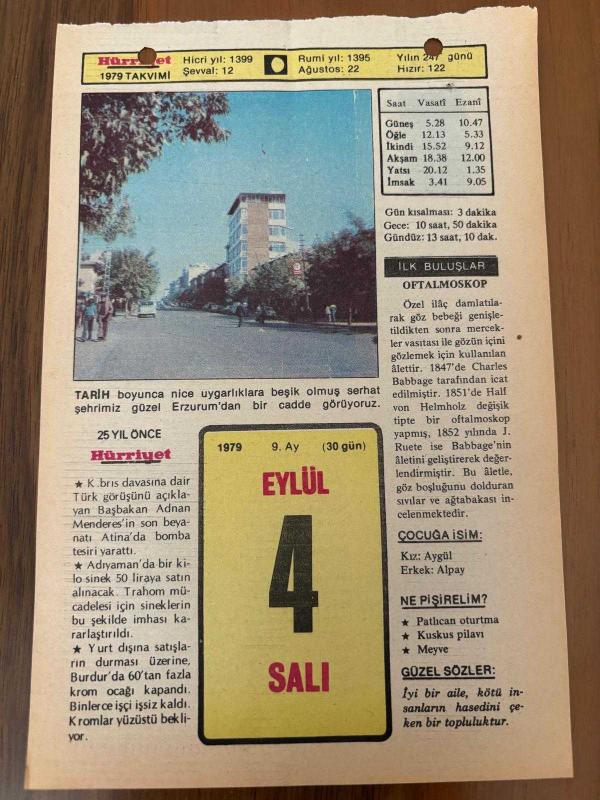 Hürriyet
1979 TAKVİMİ
Hicri yıl: 1399
Şevval: 12
Rumi yıl: 1395
Ağustos: 22
Yılın 247 günü
Hızır: 122
Saat Vasatî Ezanî
Güneş 5.28 10.47
Öğle 12.13 5.33
İkindi 15.52 9.12
Akşam 18.38 12.00
Yatsı 20.12 1.35
İmsak 3.41 9.05
Gün kısalması: 3 dakika
Gece: 10 saat, 50 dakika
Gündüz: 13 saat, 10 dak.
İLK BULUŞLAR
OFTALMOSKOP
Özel ilâç damlatıla-
rak göz bebeği genişle-
tildikten sonra mercek-
ler vasıtası ile gözün içini
gözlemek için kullanılan
âlettir. 1847'de Charles
Babbage tarafından icat
edilmiştir. 1851'de Half
von Helmholz değişik
tipte bir oftalmoskop
yapmış, 1852 yılında J.
Ruete ise Babbage'nin
âletini geliştirerek değer-
lendirmiştir. Bu âletle,
göz boşluğunu dolduran
sıvılar ve ağtabakası in-
celenmektedir.
ÇOCUĞA İSİM:
Kız: Aygül
Erkek: Alpay
NE PİŞİRELİM?
★ Patlıcan oturtma
★ Kuskus pilavı
★ Meyve
GÜZEL SÖZLER:
İyi bir aile, kötü in-
sanların hasedini çe-
ken bir topluluktur.
TARİH boyunca nice uygarlıklara beşik olmuş serhat
şehrimiz güzel Erzurum'dan bir cadde görüyoruz.
25 YIL ÖNCE
Hürriyet
★ K.brıs davasına dair
Türk görüşünü açıkla-
yan Başbakan Adnan
Menderes'in son beya-
natı Atina'da bomba
tesiri yarattı.
★ Adıyaman'da bir ki-
lo sinek 50 liraya satın
alınacak. Trahom mü-
cadelesi için sineklerin
bu şekilde imhası ka-
rarlaştırıldı.
★ Yurt dışına satışla-
rın durması üzerine,
Burdur'da 60'tan fazla
krom ocağı kapandı.
Binlerce işçi işsiz kaldı.
Kromlar yüzüstü bekli-
yor.
1979 9. Ay (30 gün)
EYLÜL
4
SALI